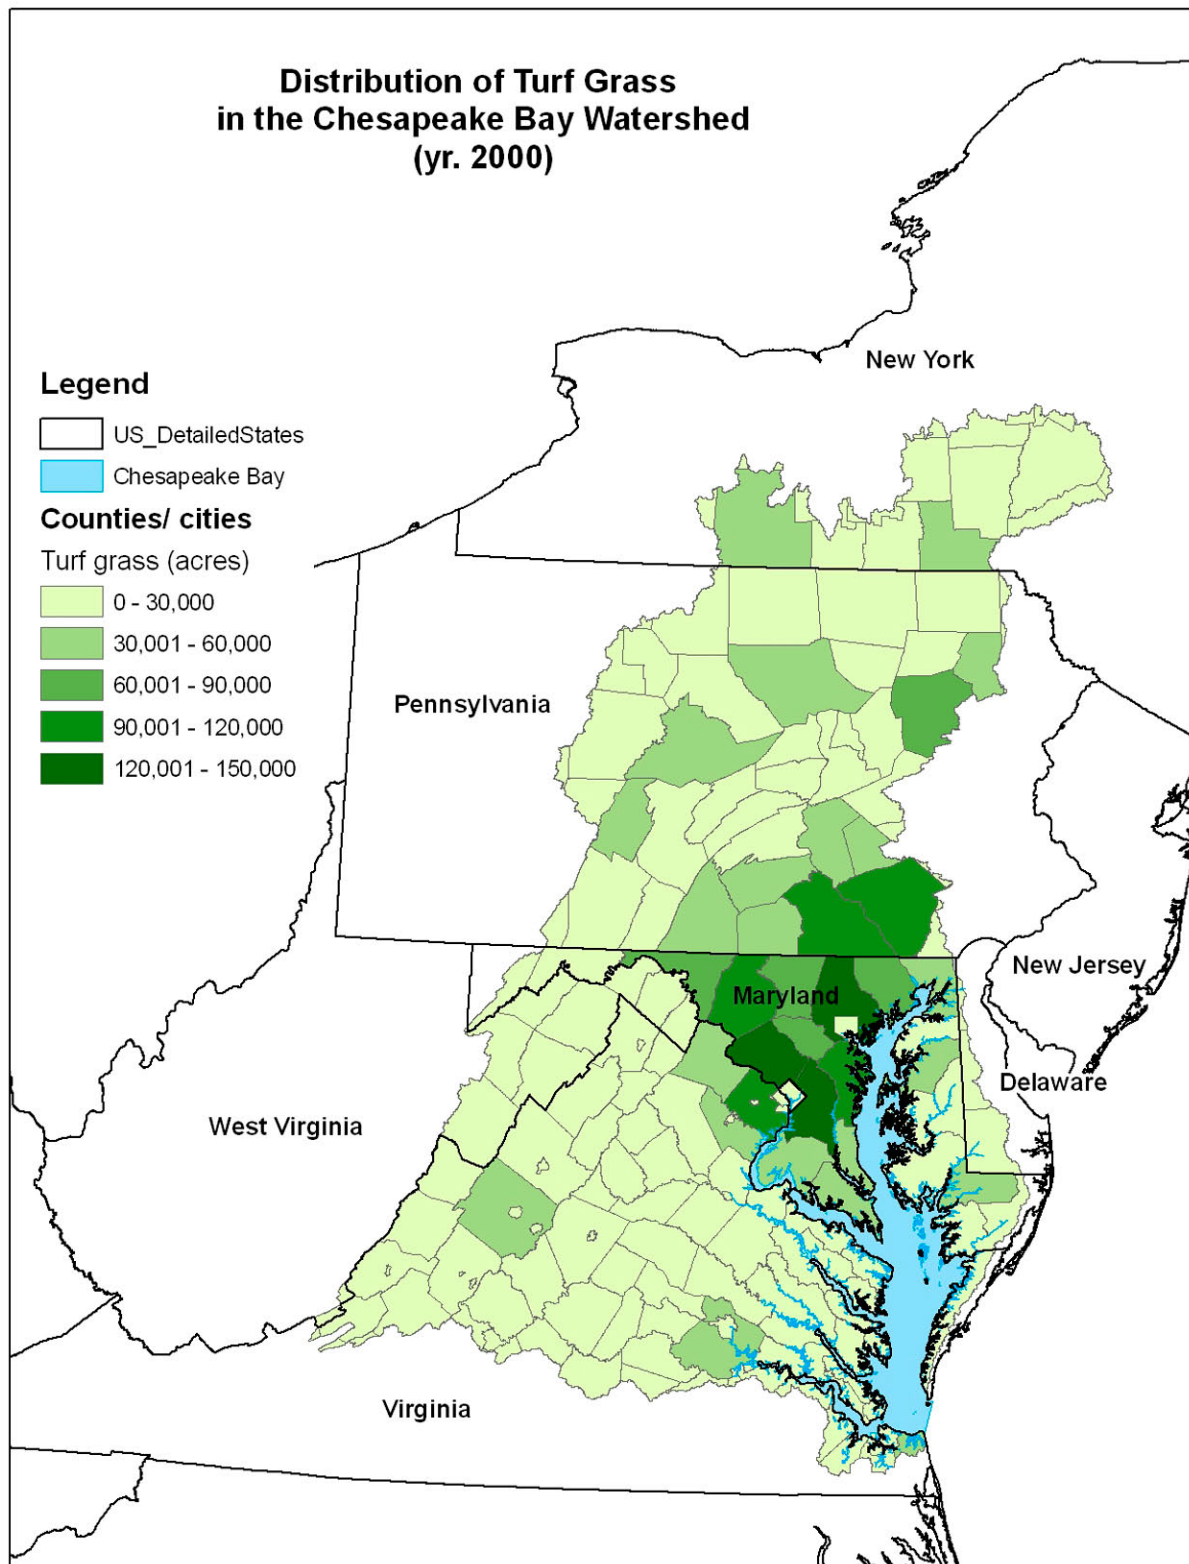 Distribution of Turf Grass
in the Chesapeake Bay Watershed
(yr. 2000)
New York
Legend
US_DetailedStates
Chesapeake Bay
Counties/ cities
Turf grass (acres)
0 - 30,000
30,001 - 60,000
60,001 - 90,000
90,001 - 120,000
120,001 - 150,000
Pennsylvania
New Jersey
Maryland
Delaware
West Virginia
Virginia